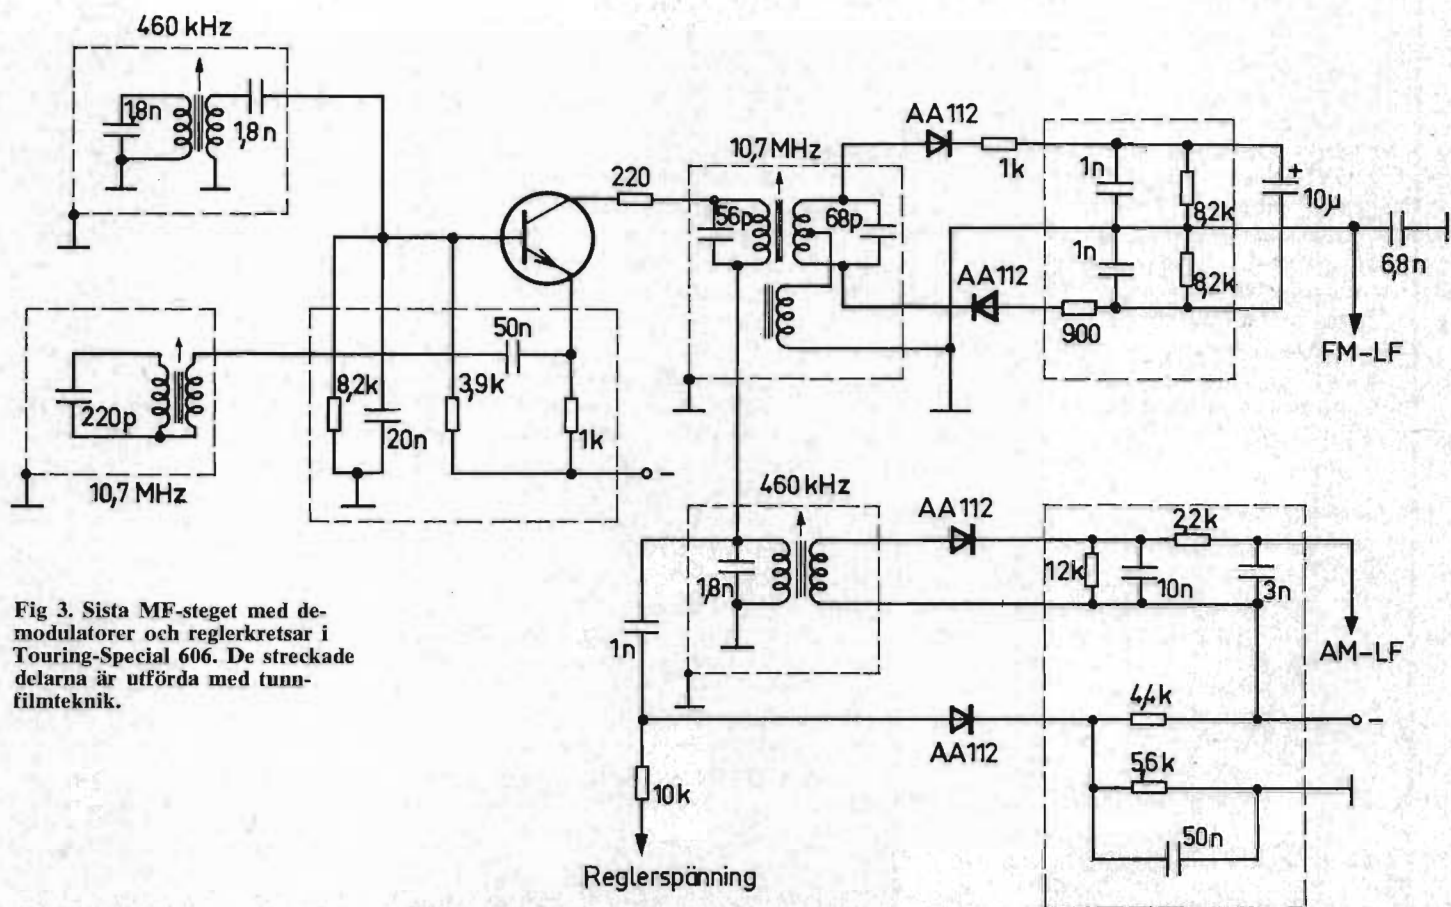 460 kHz
1,8n
1,8n
220p
10,7 MHz
8,2k
20n
3,9k
50n
1k
-
220
10,7 MHz
56p
68p
AA112
1k
AA112
900
1n
1n
8,2k
8,2k
+
10µ
6,8n
FM-LF
460 kHz
1,8n
1n
10k
Reglerspänning
AA112
AA112
12k
10n
2,2k
3n
AM-LF
4,4k
-
5,6k
50n
Fig 3. Sista MF-steget med de-
modulatorer och reglerkretsar i
Touring-Special 606. De streckade
delarna är utförda med tunn-
filmteknik.